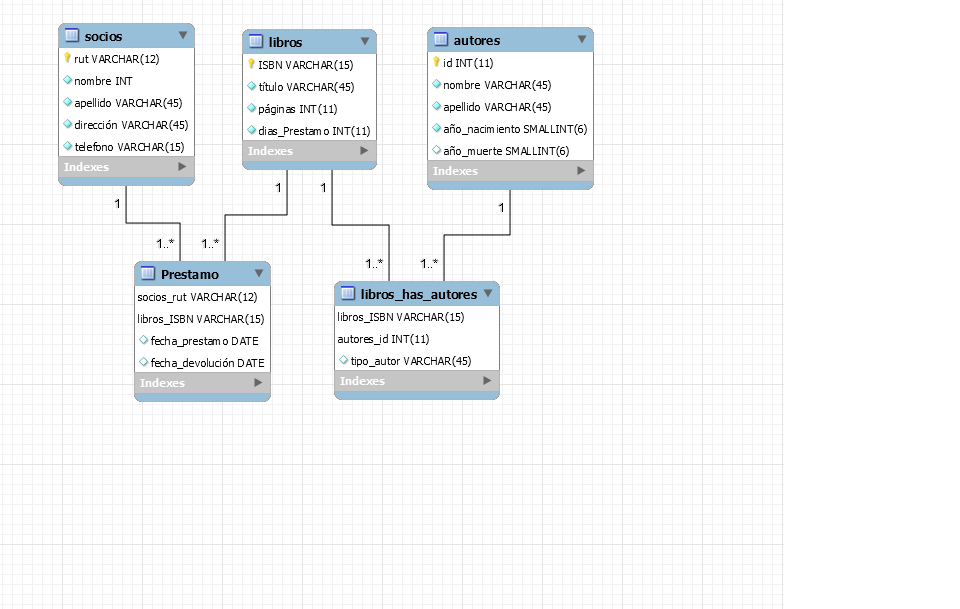 socios
rut VARCHAR(12)
nombre INT
apellido VARCHAR(45)
dirección VARCHAR(45)
telefono VARCHAR(15)
Indexes
libros
ISBN VARCHAR(15)
título VARCHAR(45)
páginas INT(11)
dias_Prestamo INT(11)
Indexes
autores
id INT(11)
nombre VARCHAR(45)
apellido VARCHAR(45)
año_nacimiento SMALLINT(6)
año_muerte SMALLINT(6)
Indexes
1
1
1
1
1..*
1..*
1..*
1..*
Prestamo
socios_rut VARCHAR(12)
libros_ISBN VARCHAR(15)
fecha_prestamo DATE
fecha_devolución DATE
Indexes
libros_has_autores
libros_ISBN VARCHAR(15)
autores_id INT(11)
tipo_autor VARCHAR(45)
Indexes